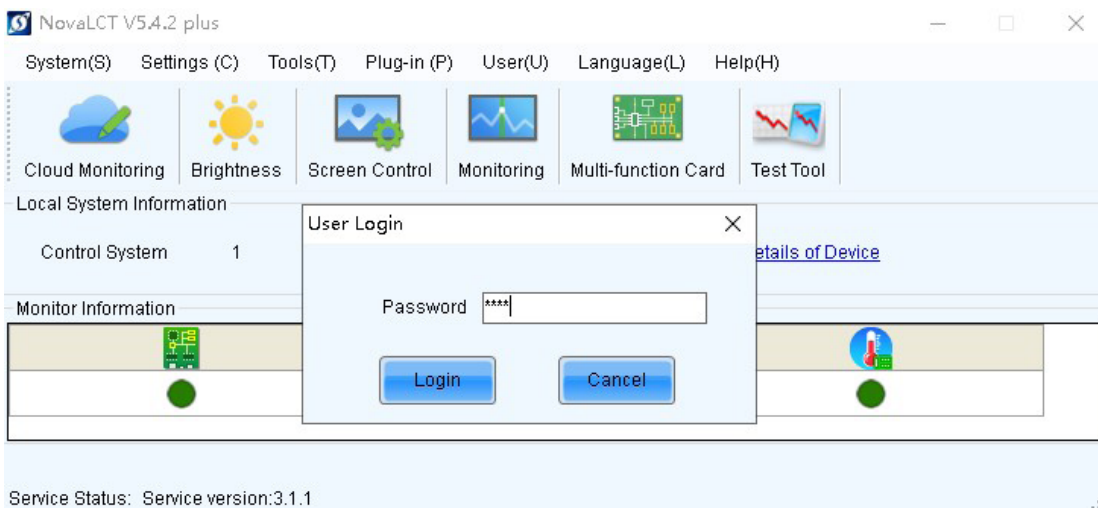 NovaLCT V5.4.2 plus
System(S) Settings (C) Tools(T) Plug-in (P) User(U) Language(L) Help(H)
Cloud Monitoring Brightness Screen Control Monitoring Multi-function Card Test Tool
Local System Information
User Login
Control System 1 etails of Device
Password ****
Monitor Information
Login Cancel
Service Status: Service version:3.1.1